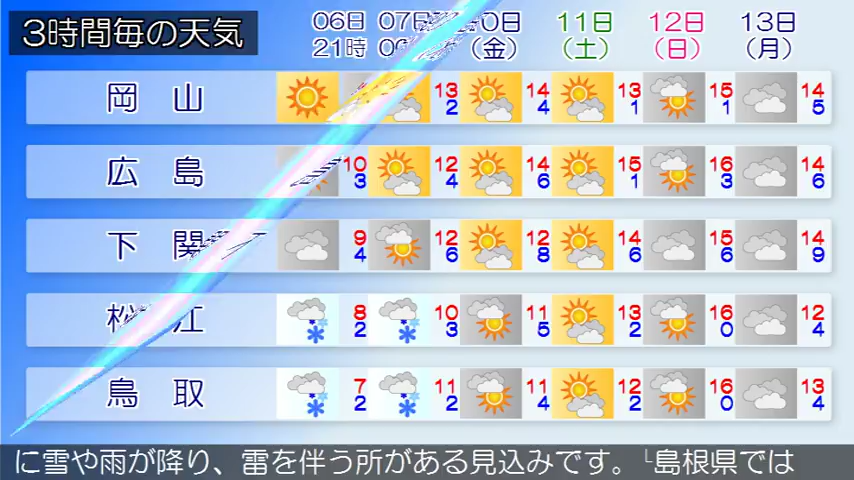 3時間毎の天気
06日 07 0日 11日 12日 13日
21時 (金) (土) (日) (月)
岡 山 13 2 14 4 13 1 15 1 14 5
広 島 10 3 12 4 14 6 15 1 16 3 14 6
下 関 9 4 12 6 12 8 14 6 15 6 14 9
松 江 8 2 10 3 11 5 13 2 16 0 12 4
鳥 取 7 2 11 2 11 4 12 2 16 0 13 4
に雪や雨が降り、雷を伴う所がある見込みです。└島根県では